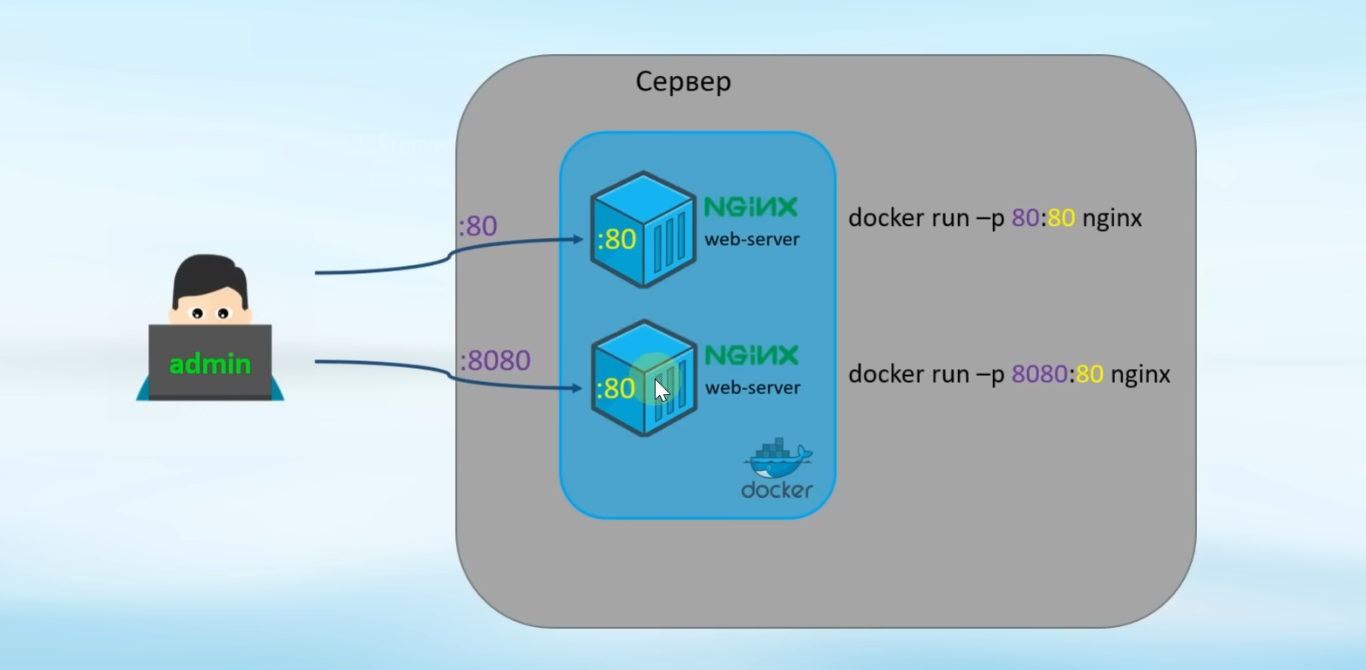 Сервер
:80
:80
NGiNX
web-server
docker run –p 80:80 nginx
admin
:8080
:80
NGiNX
web-server
docker run –p 8080:80 nginx
docker